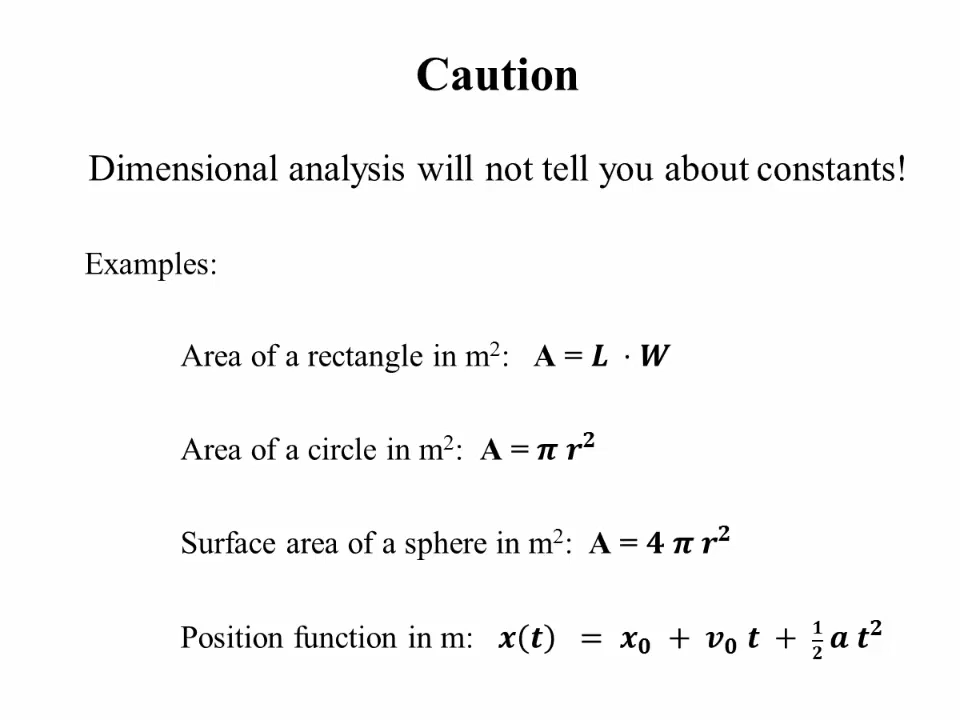 Caution
Dimensional analysis will not tell you about constants!
Examples:
Area of a rectangle in m²: A = L · W
Area of a circle in m²: A = π r²
Surface area of a sphere in m²: A = 4 π r²
Position function in m: x(t) = x₀ + v₀ t + ½ a t²